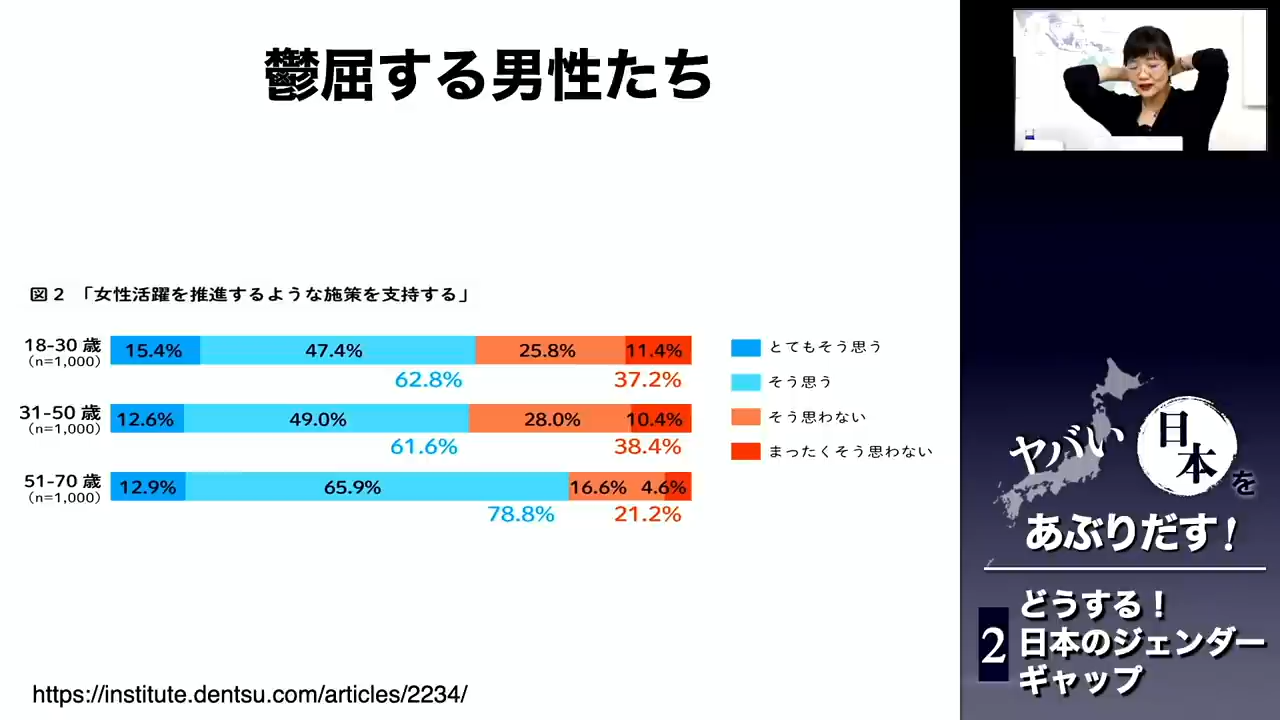 鬱屈する男性たち
図2 「女性活躍を推進するような施策を支持する」
18-30 歳
(n=1,000)
15.4% 47.4% 25.8% 11.4%
62.8% 37.2%
31-50 歳
(n=1,000)
12.6% 49.0% 28.0% 10.4%
61.6% 38.4%
51-70 歳
(n=1,000)
12.9% 65.9% 16.6% 4.6%
78.8% 21.2%
とてもそう思う
そう思う
そう思わない
まったくそう思わない
https://institute.dentsu.com/articles/2234/
ヤバい日本を
あぶりだす!
2 どうする!
日本のジェンダー
ギャップ